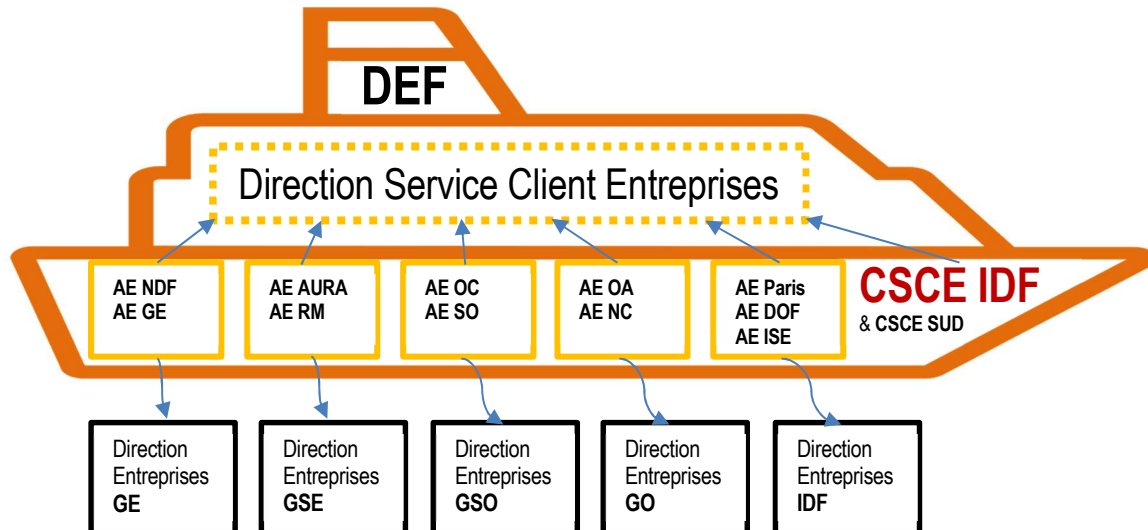 DEF
Direction Service Client Entreprises
AE NDF
AE GE
AE AURA
AE RM
AE OC
AE SO
AE OA
AE NC
AE Paris
AE DOF
AE ISE
CSCE IDF
& CSCE SUD
Direction
Entreprises
GE
Direction
Entreprises
GSE
Direction
Entreprises
GSO
Direction
Entreprises
GO
Direction
Entreprises
IDF